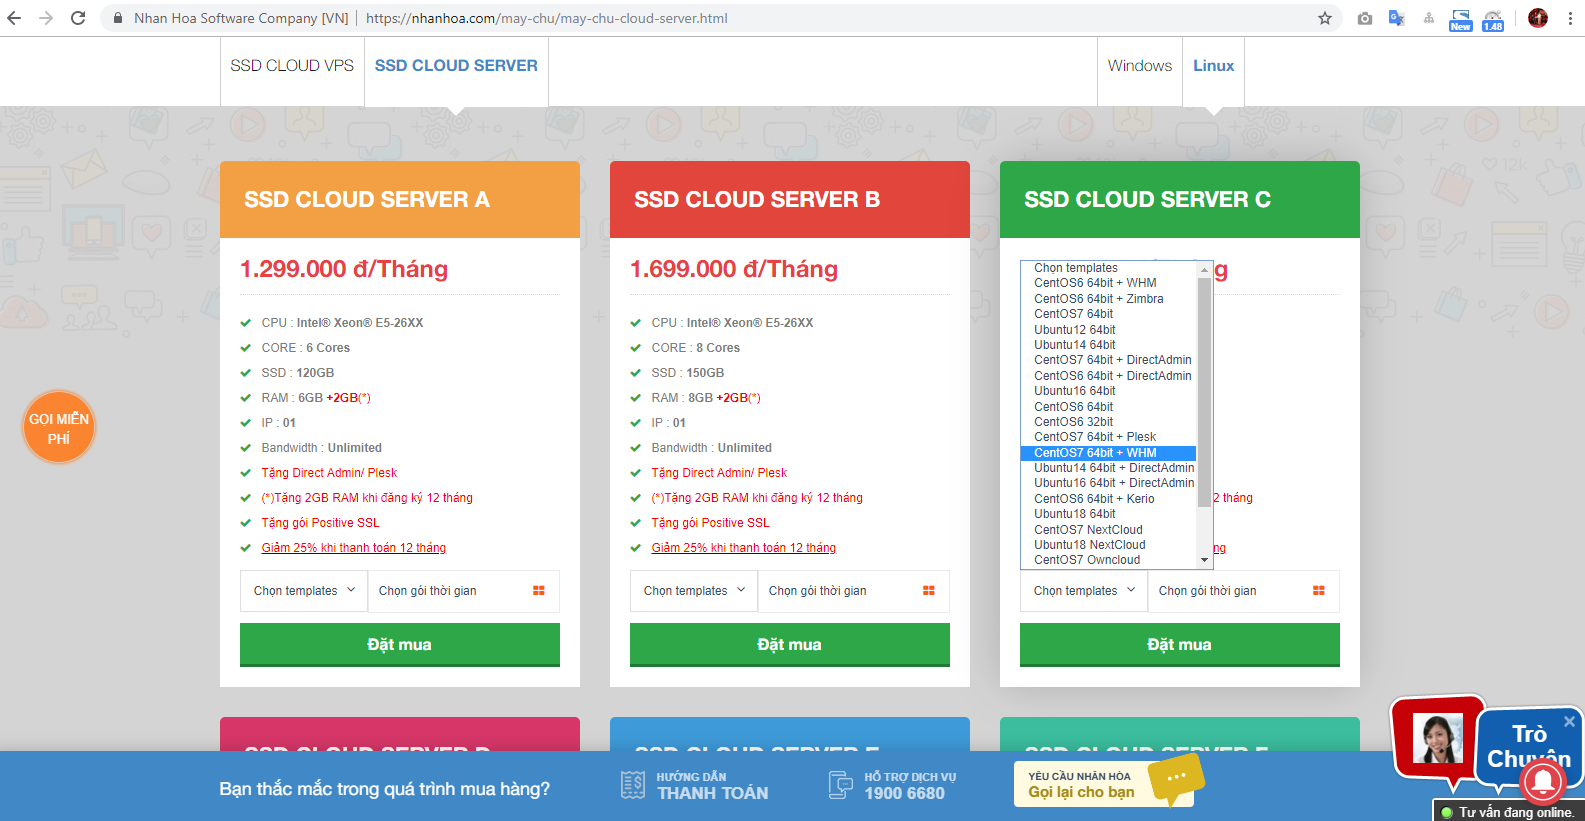 Nhan Hoa Software Company [VN]
https://nhanhoa.com/may-chu/may-chu-cloud-server.html
New
1.48
SSD CLOUD VPS
SSD CLOUD SERVER
Windows
Linux
12k
SSD CLOUD SERVER A
1.299.000 đ/Tháng
CPU : Intel® Xeon® E5-26XX
CORE : 6 Cores
SSD : 120GB
RAM : 6GB +2GB(*)
IP : 01
Bandwidth : Unlimited
Tặng Direct Admin/ Plesk
(*)Tặng 2GB RAM khi đăng ký 12 tháng
Tặng gói Positive SSL
Giảm 25% khi thanh toán 12 tháng
Chọn templates
Chọn gói thời gian
Đặt mua
SSD CLOUD SERVER B
1.699.000 đ/Tháng
CPU : Intel® Xeon® E5-26XX
CORE : 8 Cores
SSD : 150GB
RAM : 8GB +2GB(*)
IP : 01
Bandwidth : Unlimited
Tặng Direct Admin/ Plesk
(*)Tặng 2GB RAM khi đăng ký 12 tháng
Tặng gói Positive SSL
Giảm 25% khi thanh toán 12 tháng
Chọn templates
Chọn gói thời gian
Đặt mua
SSD CLOUD SERVER C
g
Chọn templates
CentOS6 64bit + WHM
CentOS6 64bit + Zimbra
CentOS7 64bit
Ubuntu12 64bit
Ubuntu14 64bit
CentOS7 64bit + DirectAdmin
CentOS6 64bit + DirectAdmin
Ubuntu16 64bit
CentOS6 64bit
CentOS6 32bit
CentOS7 64bit + Plesk
CentOS7 64bit + WHM
Ubuntu14 64bit + DirectAdmin
Ubuntu16 64bit + DirectAdmin
CentOS6 64bit + Kerio
2 tháng
Ubuntu18 64bit
CentOS7 NextCloud
Ubuntu18 NextCloud
ng
CentOS7 Owncloud
Chọn templates
Chọn gói thời gian
Đặt mua
GỌI MIỄN
PHÍ
SSD CLOUD SERVER D
SSD CLOUD SERVER E
SSD CLOUD SERVER F
Bạn thắc mắc trong quá trình mua hàng?
HƯỚNG DẪN
THANH TOÁN
HỖ TRỢ DỊCH VỤ
1900 6680
YÊU CẦU NHÂN HÒA
Gọi lại cho bạn
Trò
Chuyện
Tư vấn đang online.